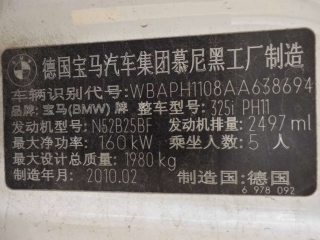 德国宝马汽车集团慕尼黑工厂制造
车辆识别代号:WBAPH1108AA638694
品牌:宝马(BMW)牌 整车型号:325i PH11
发动机型号:N52B25BF 发动机排量:2497 ml
最大净功率:160 kW 乘坐人数:5 人
最大设计总质量:1980 kg
制造年月:2010.02 制造国:德国
6 978 092